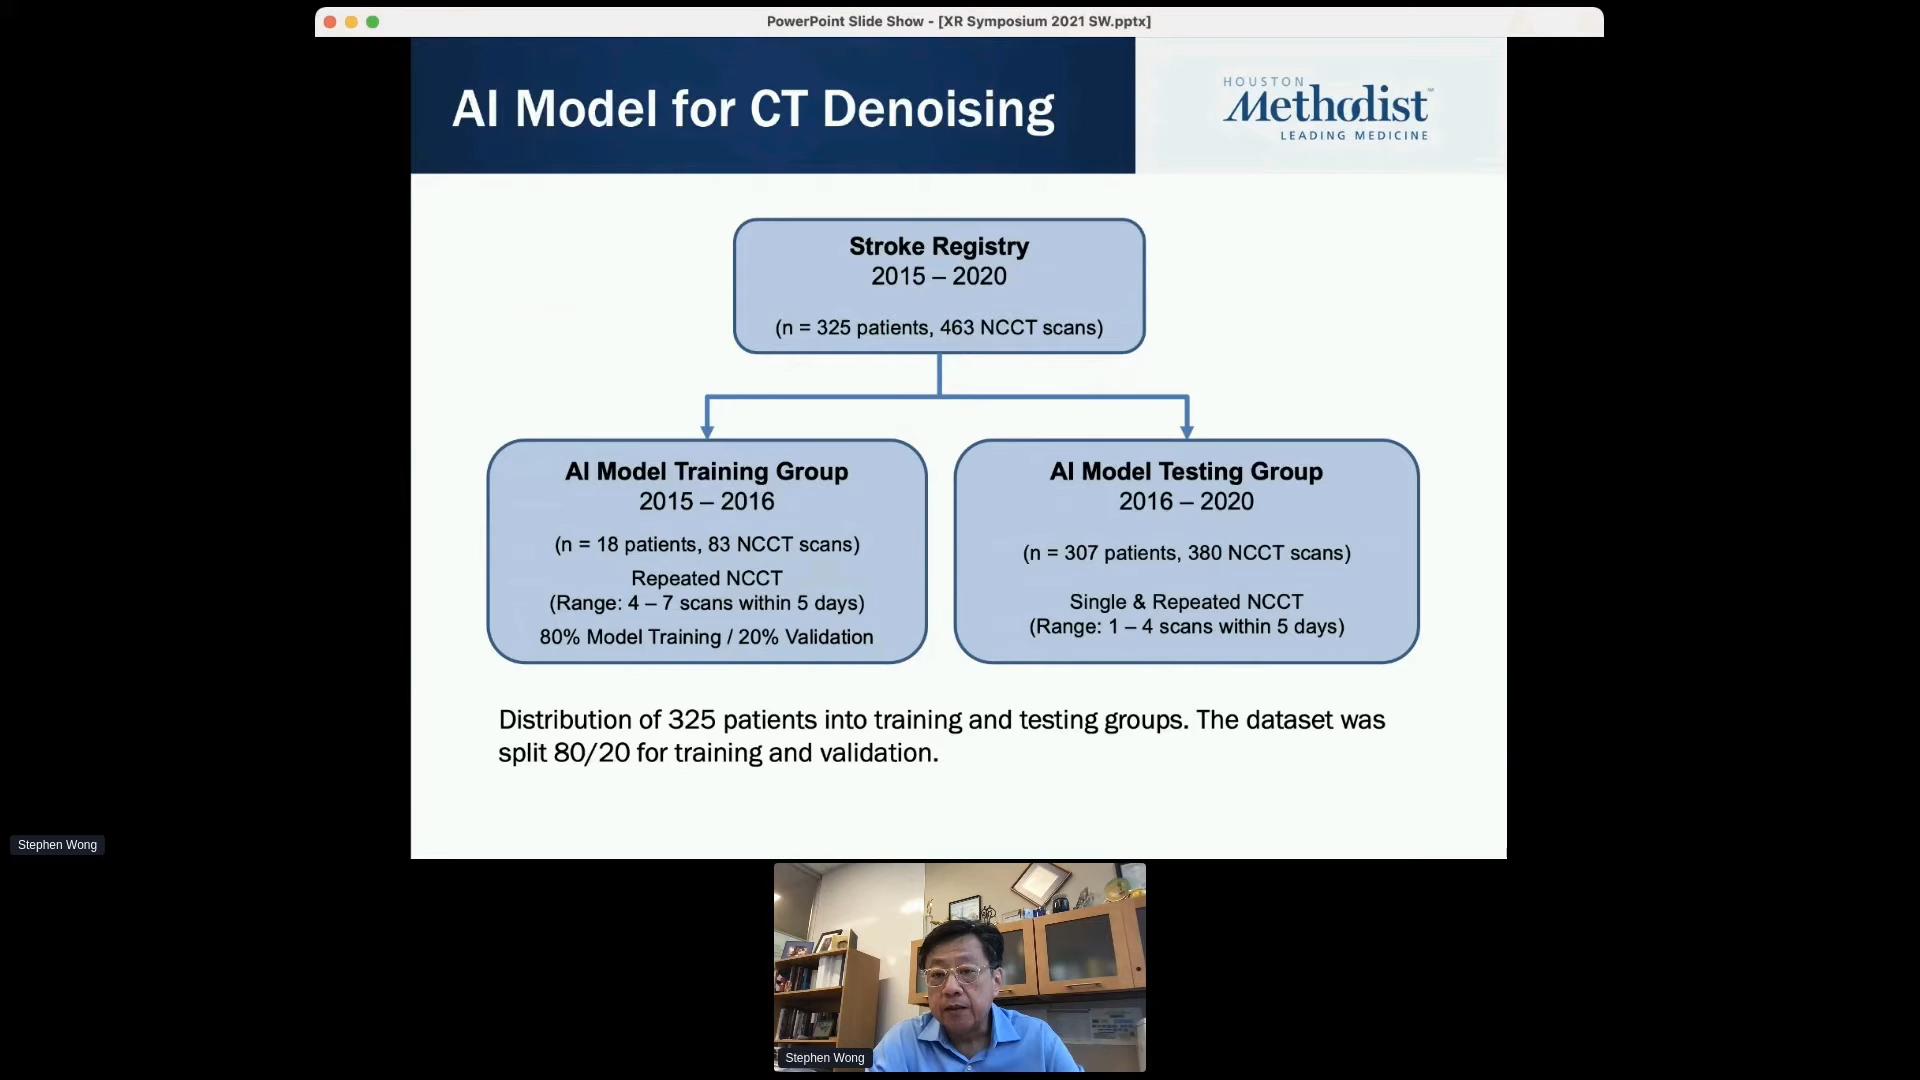 PowerPoint Slide Show - [XR Symposium 2021 SW.pptx]
AI Model for CT Denoising
HOUSTON
Methodist
LEADING MEDICINE
Stroke Registry
2015 – 2020
(n = 325 patients, 463 NCCT scans)
AI Model Training Group
2015 – 2016
(n = 18 patients, 83 NCCT scans)
Repeated NCCT
(Range: 4 – 7 scans within 5 days)
80% Model Training / 20% Validation
AI Model Testing Group
2016 – 2020
(n = 307 patients, 380 NCCT scans)
Single & Repeated NCCT
(Range: 1 – 4 scans within 5 days)
Distribution of 325 patients into training and testing groups. The dataset was
split 80/20 for training and validation.
Stephen Wong
Stephen Wong